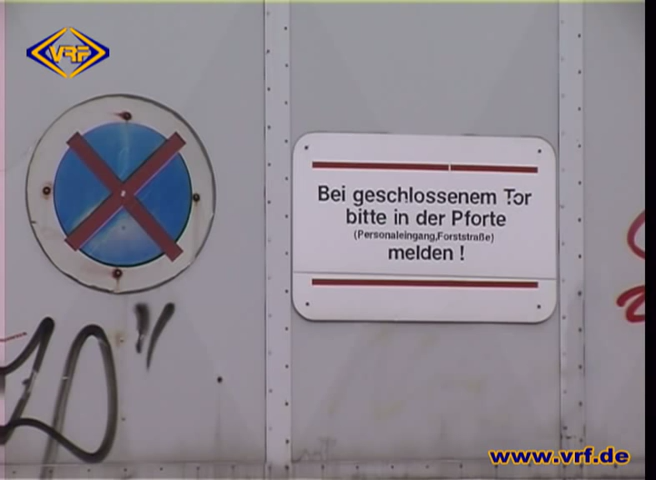 VRF
Bei geschlossenem Tor
bitte in der Pforte
(Personaleingang,Forststraße)
melden !
www.vrf.de